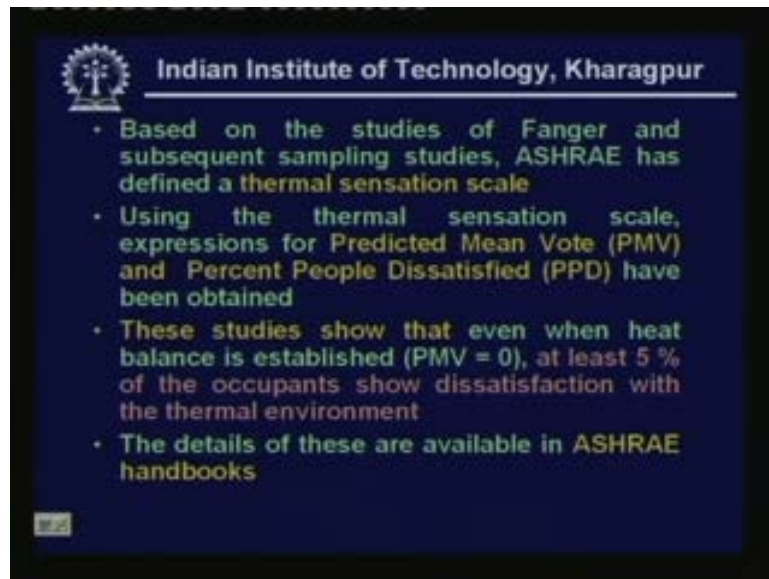 Indian Institute of Technology, Kharagpur
• Based on the studies of Fanger and
subsequent sampling studies, ASHRAE has
defined a thermal sensation scale
• Using the thermal sensation scale,
expressions for Predicted Mean Vote (PMV)
and Percent People Dissatisfied (PPD) have
been obtained
• These studies show that even when heat
balance is established (PMV = 0), at least 5 %
of the occupants show dissatisfaction with
the thermal environment
• The details of these are available in ASHRAE
handbooks